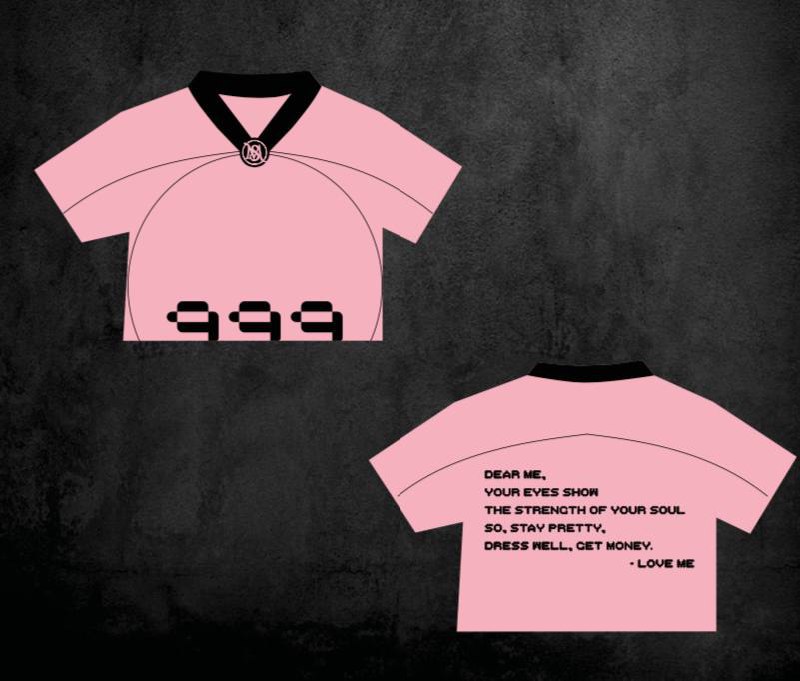 999
DEAR ME,
YOUR EYES SHOW
THE STRENGTH OF YOUR SOUL
SO, STAY PRETTY,
DRESS WELL, GET MONEY.
- LOVE ME